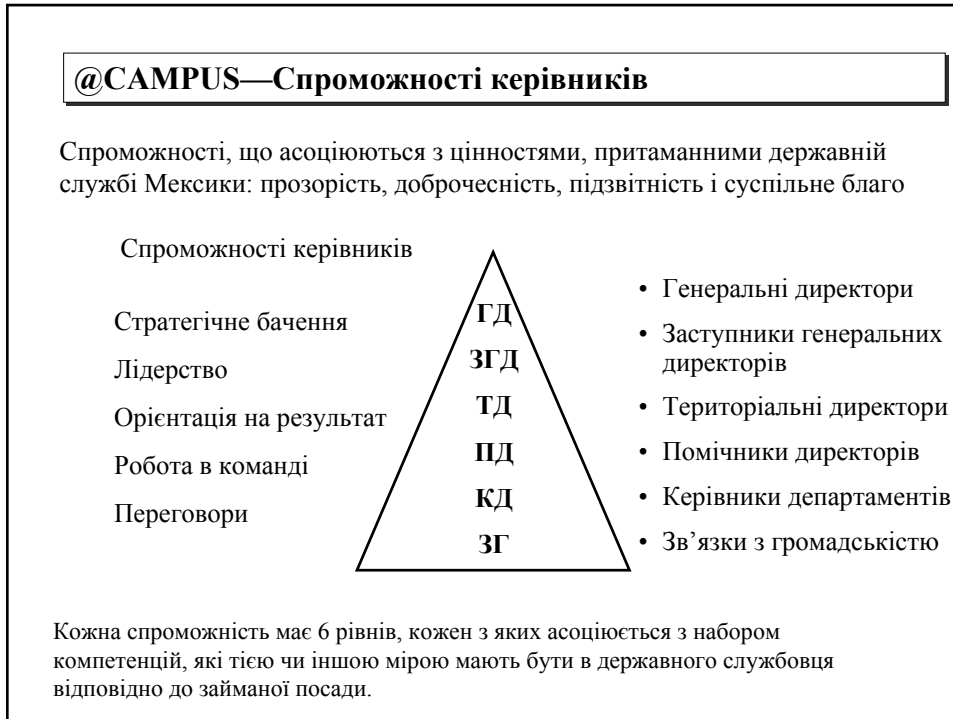 @CAMPUS—Спроможності керівників
Спроможності, що асоціюються з цінностями, притаманними державній
службі Мексики: прозорість, доброчесність, підзвітність і суспільне благо
Спроможності керівників
Стратегічне бачення
Лідерство
Орієнтація на результат
Робота в команді
Переговори
ГД
ЗГД
ТД
ПД
КД
ЗГ
• Генеральні директори
• Заступники генеральних
директорів
• Територіальні директори
• Помічники директорів
• Керівники департаментів
• Зв’язки з громадськістю
Кожна спроможність має 6 рівнів, кожен з яких асоціюється з набором
компетенцій, які тією чи іншою мірою мають бути в державного службовця
відповідно до займаної посади.